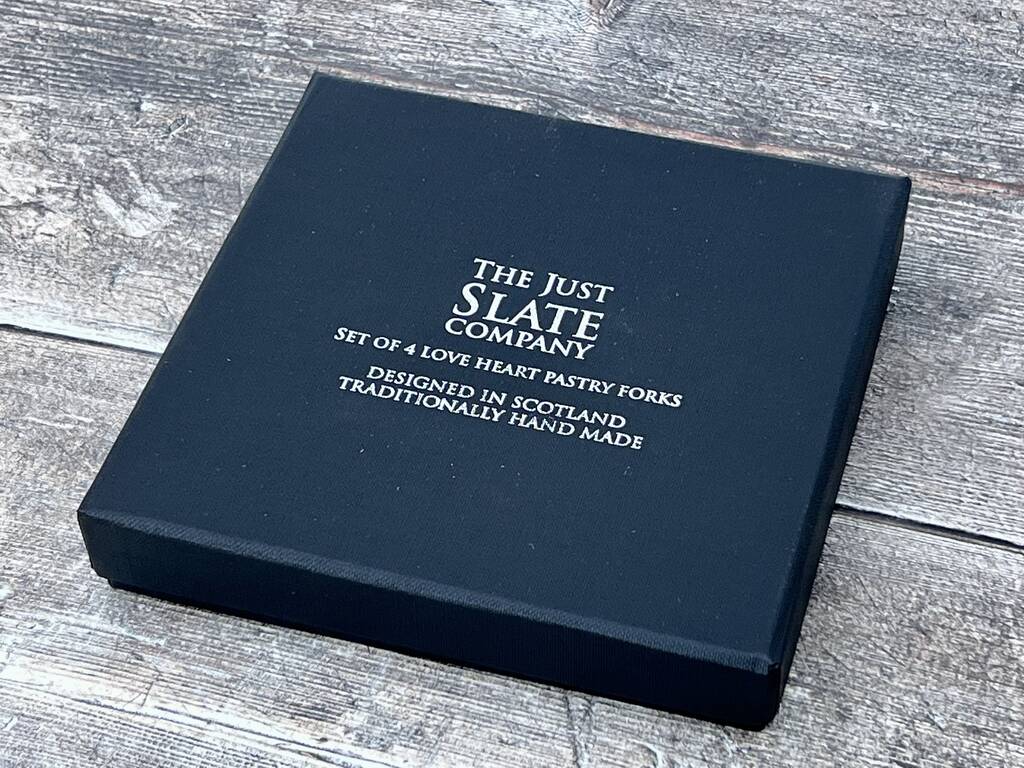 THE JUST
SLATE
COMPANY
SET OF 4 LOVE HEART PASTRY FORKS
DESIGNED IN SCOTLAND
TRADITIONALLY HAND MADE